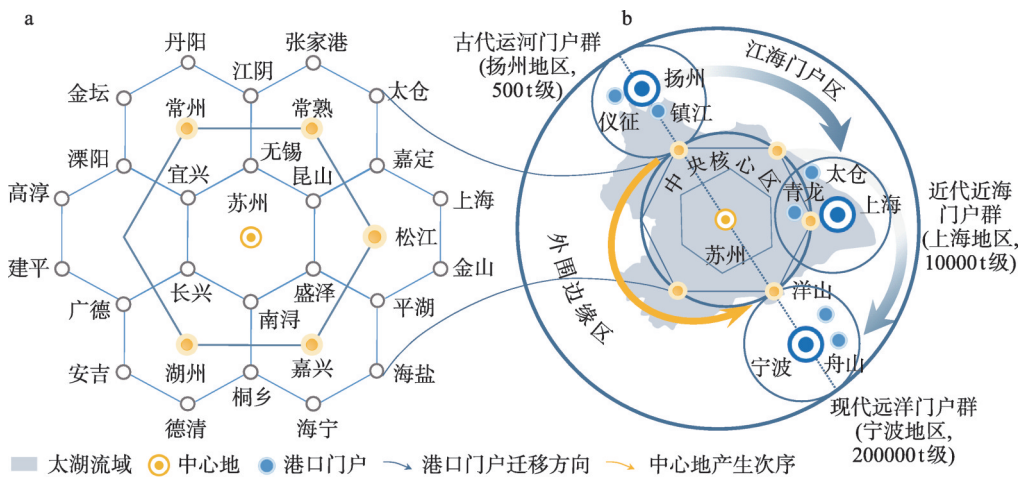 a
丹阳
张家港
金坛
江阴
太仓
常州
常熟
溧阳
无锡
嘉定
宜兴
昆山
高淳
苏州
上海
松江
建平
金山
长兴
盛泽
广德
南浔
平湖
安吉
湖州
嘉兴
海盐
桐乡
德清
海宁
b
古代运河门户群
(扬州地区,
500t级)
扬州
仪征
镇江
江海门户区
中央核心区
太仓
青龙
上海
近代近海
门户群
(上海地区,
10000t级)
苏州
外围边缘区
洋山
宁波
舟山
现代远洋门户群
(宁波地区,
200000t级)
太湖流域
中心地
港口门户
港口门户迁移方向
中心地产生次序